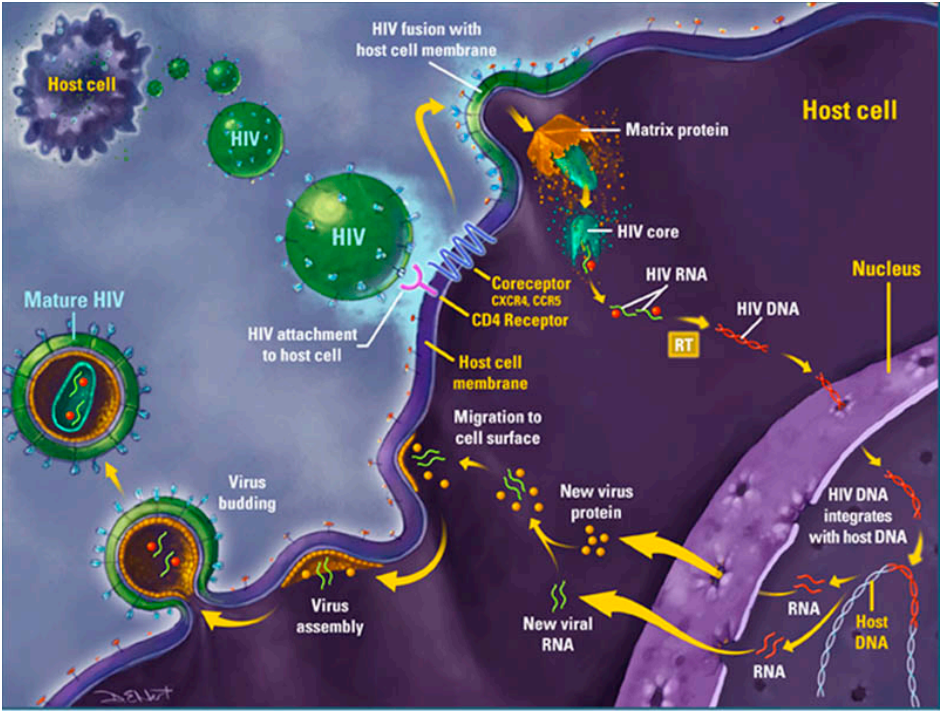 HIV fusion with
host cell membrane
Host cell
HIV
Host cell
Matrix protein
HIV
HIV core
Coreceptor
CXCR4, CCR5
CD4 Receptor
HIV RNA
Nucleus
Mature HIV
HIV DNA
HIV attachment
to host cell
RT
Host cell
membrane
Migration to
cell surface
Virus
budding
New virus
protein
HIV DNA
integrates
with host DNA
Virus
assembly
New viral
RNA
RNA
Host
DNA
RNA